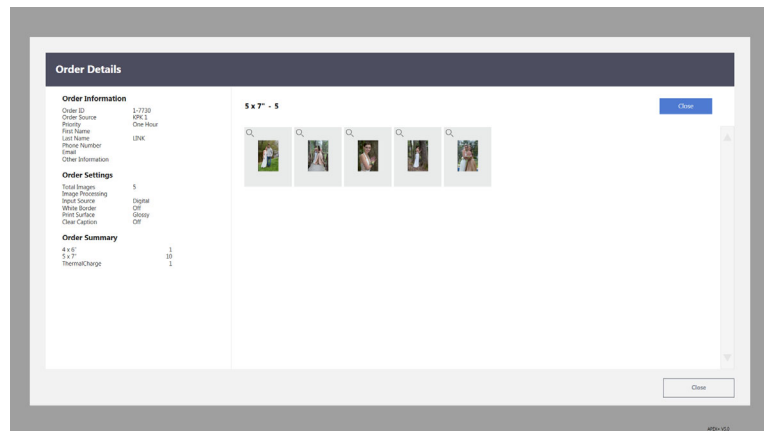 Order Details
Order Information
Order ID 1-7730
Order Source KPK 1
Priority One Hour
First Name
Last Name LINK
Phone Number
Email
Other Information
Order Settings
Total Images 5
Image Processing
Input Source Digital
White Border Off
Print Surface Glossy
Clear Caption Off
Order Summary
4 x 6" 1
5 x 7" 10
ThermalCharge 1
5 x 7" - 5
Close
Close
APDI+ V3.0